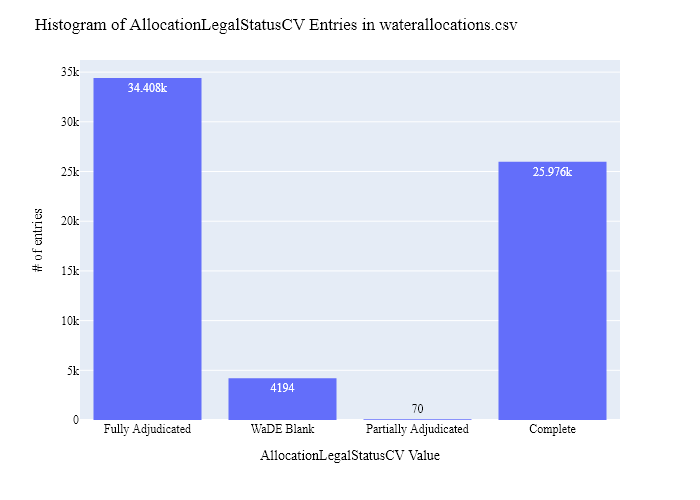 Histogram of AllocationLegalStatusCV Entries in waterallocations.csv
35k
30k
25k
20k
15k
10k
5k
0
# of entries
34.408k
4194
70
25.976k
Fully Adjudicated
WaDE Blank
Partially Adjudicated
Complete
AllocationLegalStatusCV Value